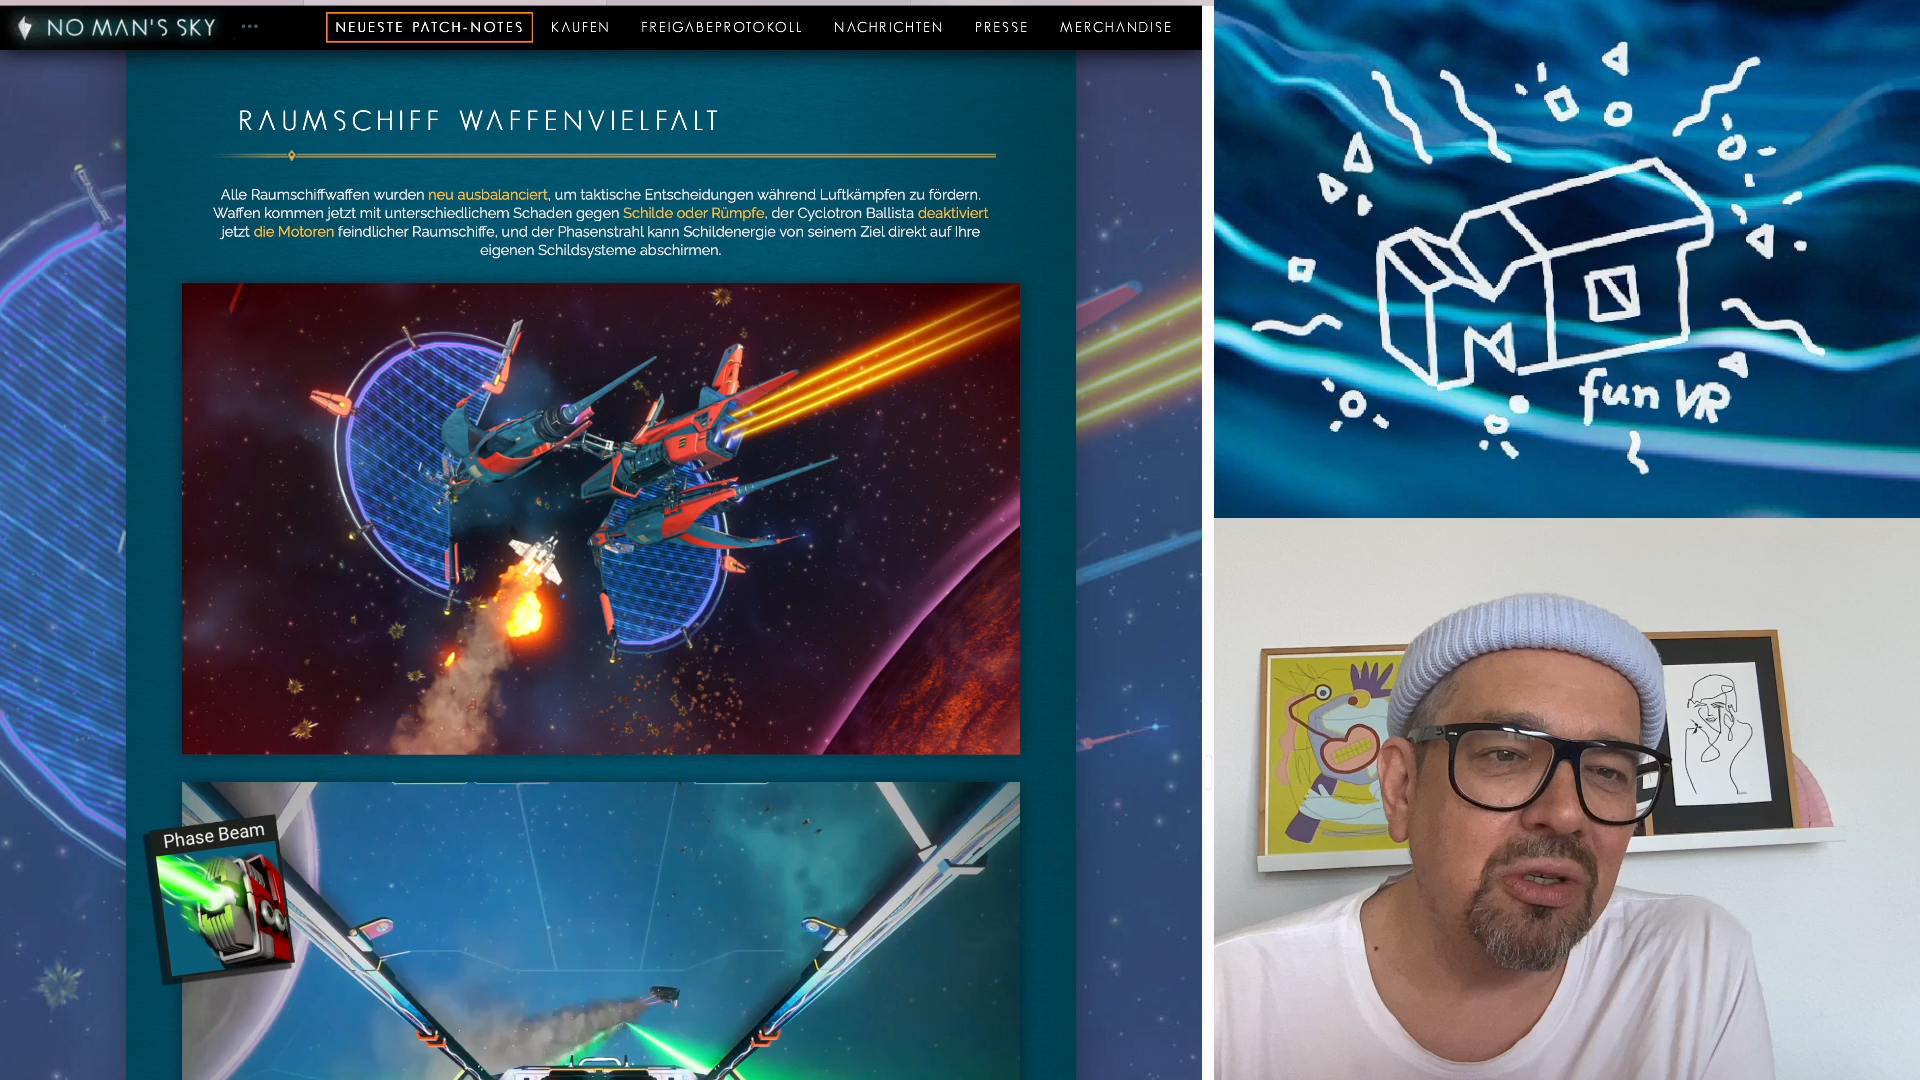 NO MAN'S SKY
NEUESTE PATCH-NOTES
KAUFEN
FREIGABEPROTOKOLL
NACHRICHTEN
PRESSE
MERCHANDISE
RAUMSCHIFF WAFFENVIELFALT
Alle Raumschiffwaffen wurden neu ausbalanciert, um taktische Entscheidungen während Luftkämpfen zu fördern.
Waffen kommen jetzt mit unterschiedlichem Schaden gegen Schilde oder Rümpfe, der Cyclotron Ballista deaktiviert
jetzt die Motoren feindlicher Raumschiffe, und der Phasenstrahl kann Schildenergie von seinem Ziel direkt auf Ihre
eigenen Schildsysteme abschirmen.
Phase Beam
fun VR